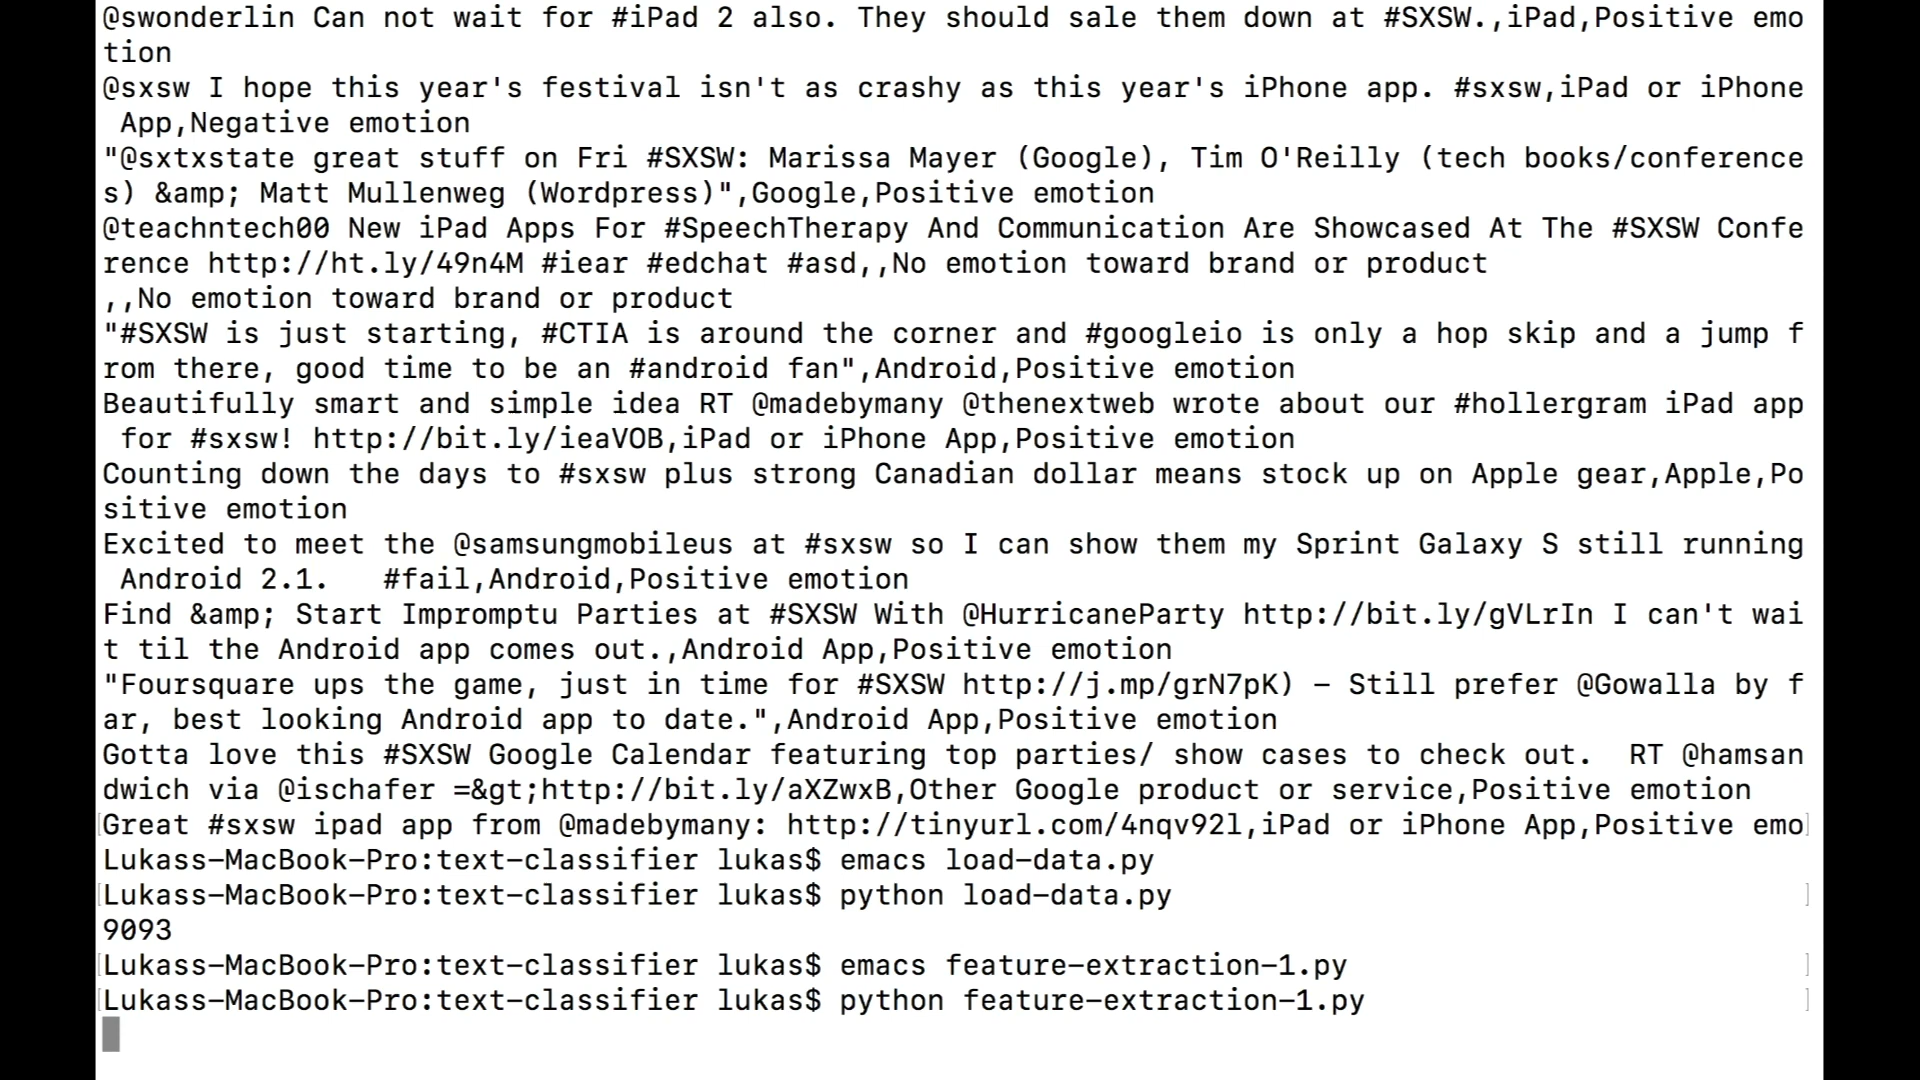 @swonderlin Can not wait for #iPad 2 also. They should sale them down at #SXSW.,iPad,Positive emo
tion
@sxsw I hope this year's festival isn't as crashy as this year's iPhone app. #sxsw,iPad or iPhone
 App,Negative emotion
"@sxtxstate great stuff on Fri #SXSW: Marissa Mayer (Google), Tim O'Reilly (tech books/conference
s) &amp; Matt Mullenweg (Wordpress)",Google,Positive emotion
@teachntech00 New iPad Apps For #SpeechTherapy And Communication Are Showcased At The #SXSW Confe
rence http://ht.ly/49n4M #iear #edchat #asd,,No emotion toward brand or product
,,No emotion toward brand or product
"#SXSW is just starting, #CTIA is around the corner and #googleio is only a hop skip and a jump f
rom there, good time to be an #android fan",Android,Positive emotion
Beautifully smart and simple idea RT @madebymany @thenextweb wrote about our #hollergram iPad app
 for #sxsw! http://bit.ly/ieaVOB,iPad or iPhone App,Positive emotion
Counting down the days to #sxsw plus strong Canadian dollar means stock up on Apple gear,Apple,Po
sitive emotion
Excited to meet the @samsungmobileus at #sxsw so I can show them my Sprint Galaxy S still running
 Android 2.1.   #fail,Android,Positive emotion
Find &amp; Start Impromptu Parties at #SXSW With @HurricaneParty http://bit.ly/gVLrIn I can't wai
t til the Android app comes out.,Android App,Positive emotion
"Foursquare ups the game, just in time for #SXSW http://j.mp/grN7pK) - Still prefer @Gowalla by f
ar, best looking Android app to date.",Android App,Positive emotion
Gotta love this #SXSW Google Calendar featuring top parties/ show cases to check out.  RT @hamsan
dwich via @ischafer =&gt;http://bit.ly/aXZwxB,Other Google product or service,Positive emotion
Great #sxsw ipad app from @madebymany: http://tinyurl.com/4nqv92l,iPad or iPhone App,Positive emo
Lukass-MacBook-Pro:text-classifier lukas$ emacs load-data.py
Lukass-MacBook-Pro:text-classifier lukas$ python load-data.py
9093
Lukass-MacBook-Pro:text-classifier lukas$ emacs feature-extraction-1.py
Lukass-MacBook-Pro:text-classifier lukas$ python feature-extraction-1.py